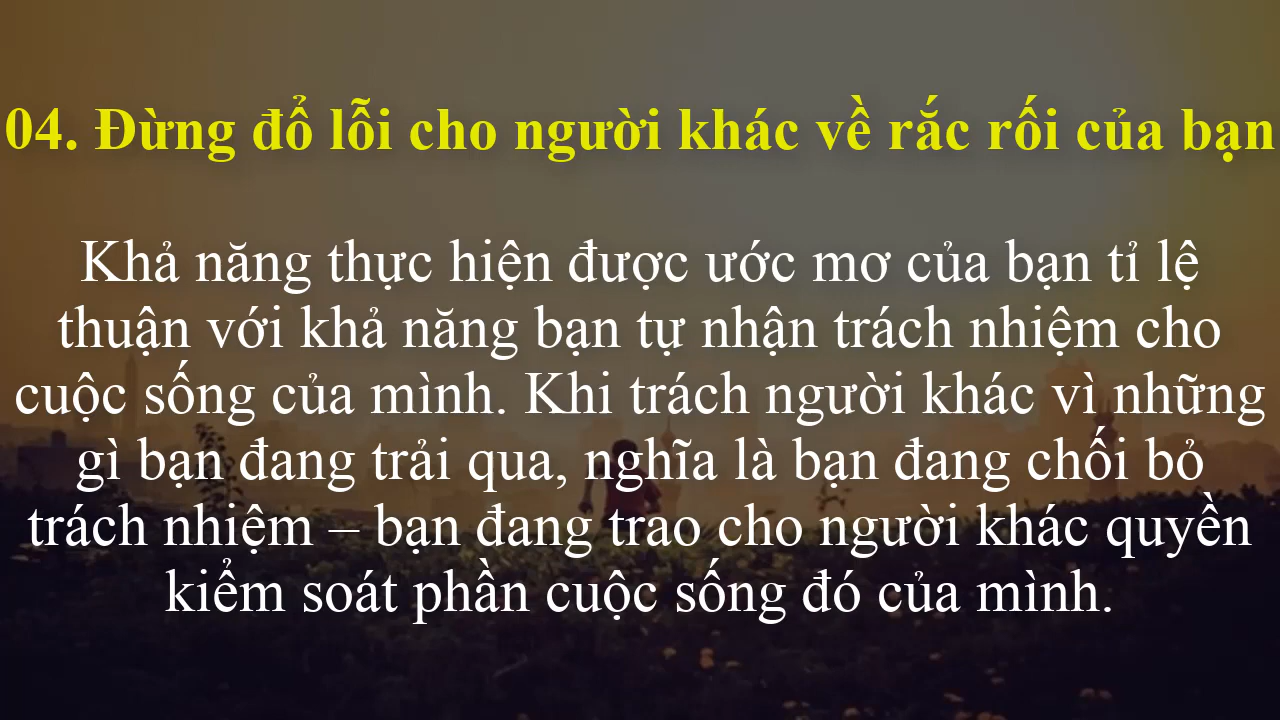 04. Đừng đổ lỗi cho người khác về rắc rối của bạn
Khả năng thực hiện được ước mơ của bạn tỉ lệ
thuận với khả năng bạn tự nhận trách nhiệm cho
cuộc sống của mình. Khi trách người khác vì những
gì bạn đang trải qua, nghĩa là bạn đang chối bỏ
trách nhiệm – bạn đang trao cho người khác quyền
kiểm soát phần cuộc sống đó của mình.